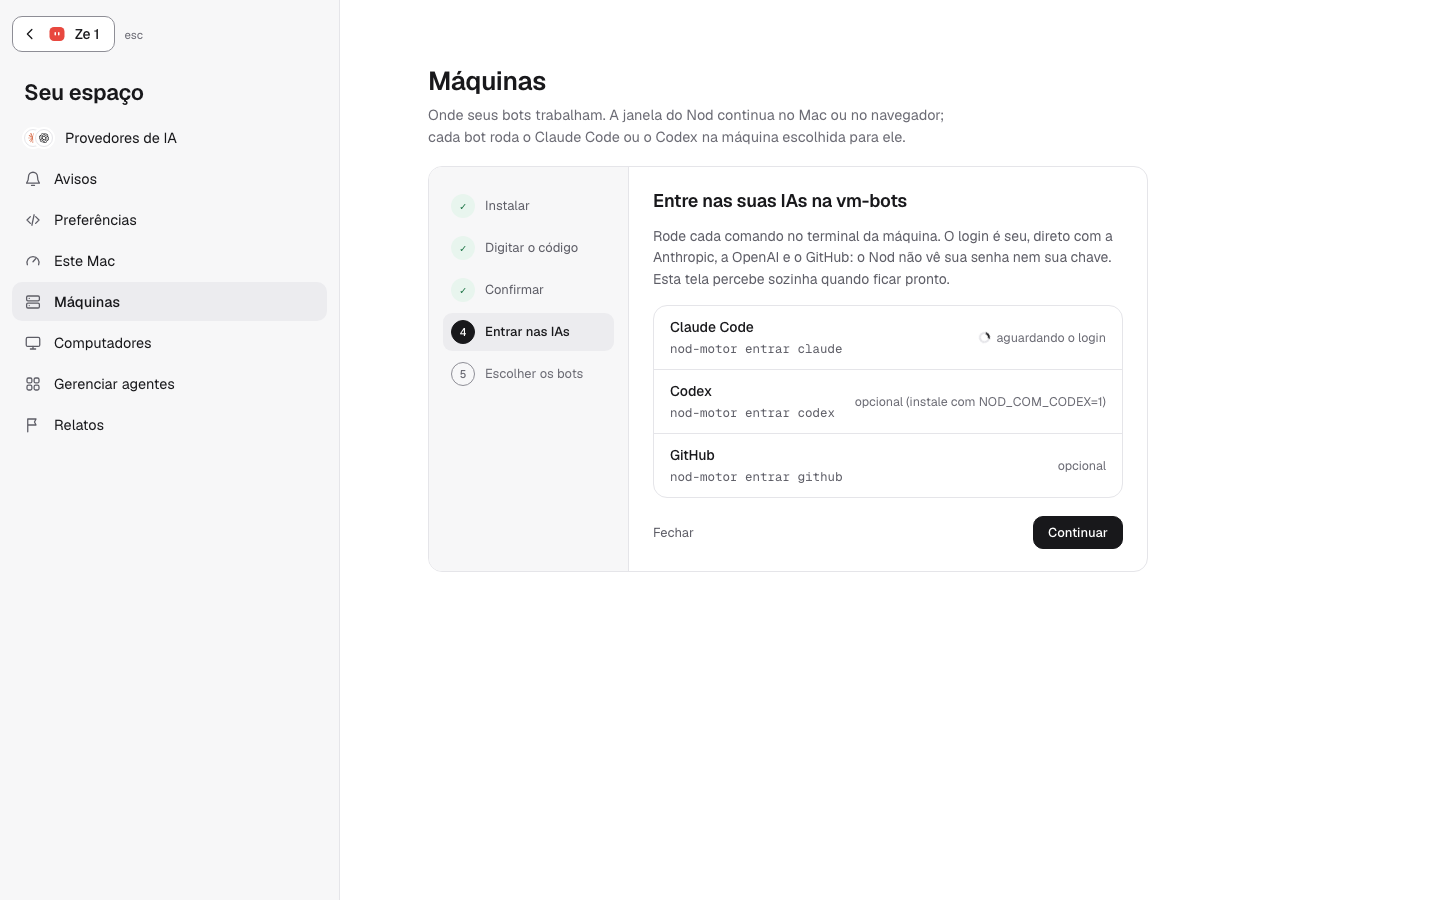 Ze 1
esc
Seu espaço
Provedores de IA
Avisos
Preferências
Este Mac
Máquinas
Computadores
Gerenciar agentes
Relatos
Máquinas
Onde seus bots trabalham. A janela do Nod continua no Mac ou no navegador;
cada bot roda o Claude Code ou o Codex na máquina escolhida para ele.
✓ Instalar
✓ Digitar o código
✓ Confirmar
4 Entrar nas IAs
5 Escolher os bots
Entre nas suas IAs na vm-bots
Rode cada comando no terminal da máquina. O login é seu, direto com a
Anthropic, a OpenAI e o GitHub: o Nod não vê sua senha nem sua chave.
Esta tela percebe sozinha quando ficar pronto.
Claude Code
nod-motor entrar claude
aguardando o login
Codex
nod-motor entrar codex
opcional (instale com NOD_COM_CODEX=1)
GitHub
nod-motor entrar github
opcional
Fechar
Continuar